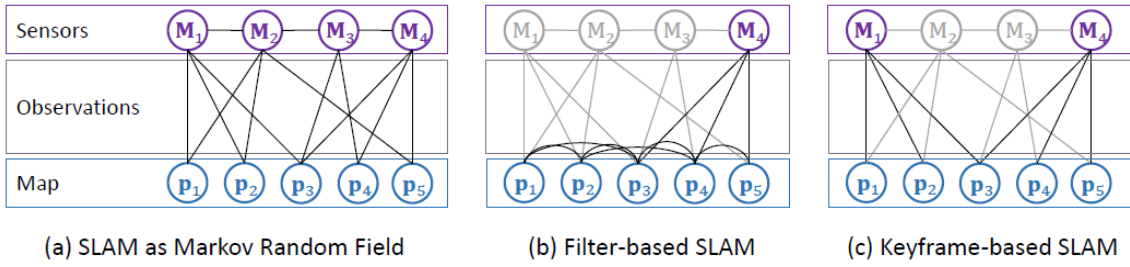 Sensors M1 M2 M3 M4 M1 M2 M3 M4 M1 M2 M3 M4
Observations
Map p1 p2 p3 p4 p5 p1 p2 p3 p4 p5 p1 p2 p3 p4 p5
(a) SLAM as Markov Random Field (b) Filter-based SLAM (c) Keyframe-based SLAM